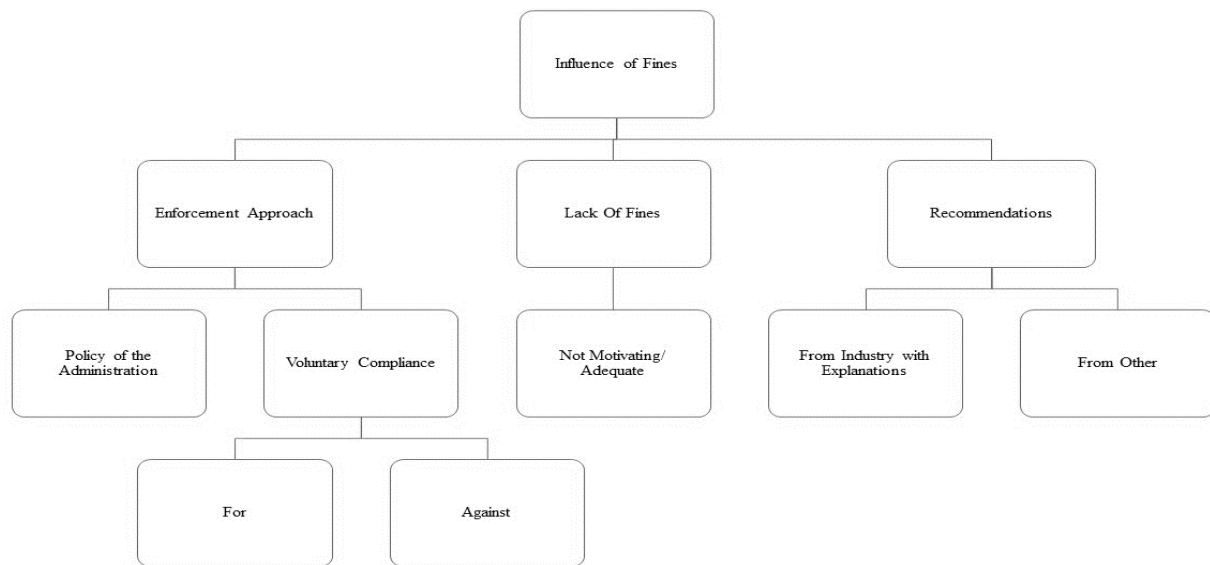 Influence of Fines
Enforcement Approach
Lack Of Fines
Recommendations
Policy of the
Administration
Voluntary Compliance
Not Motivating/
Adequate
From Industry with
Explanations
From Other
For
Against